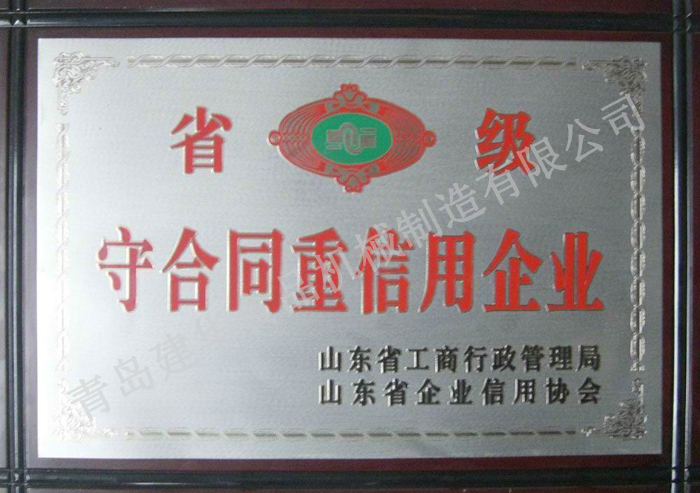 省 级
守合同重信用企业
山东省工商行政管理局
山东省企业信用协会
青岛建 机械制造有限公司